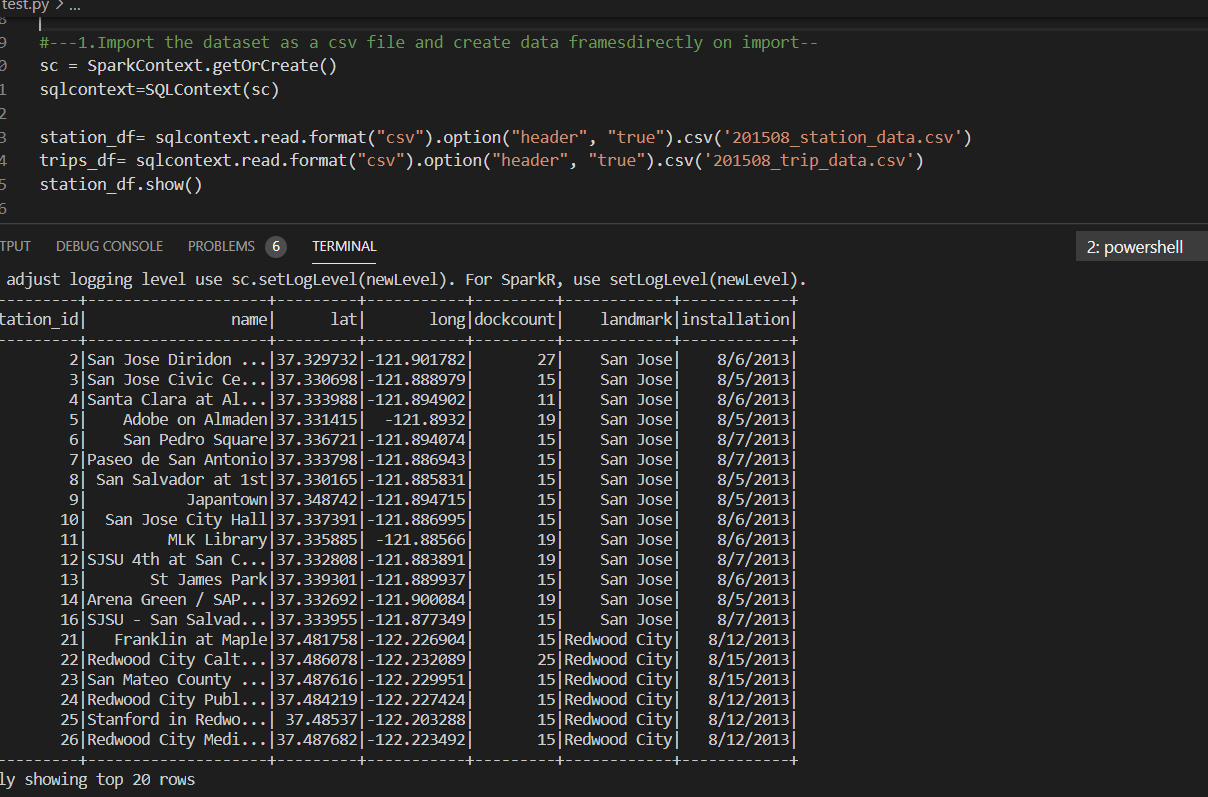 test.py > ...
8
9 #---1.Import the dataset as a csv file and create data framesdirectly on import--
0 sc = SparkContext.getOrCreate()
1 sqlcontext=SQLContext(sc)
2
3 station_df= sqlcontext.read.format("csv").option("header", "true").csv('201508_station_data.csv')
4 trips_df= sqlcontext.read.format("csv").option("header", "true").csv('201508_trip_data.csv')
5 station_df.show()
6
TPUT DEBUG CONSOLE PROBLEMS 6 TERMINAL 2: powershell
adjust logging level use sc.setLogLevel(newLevel). For SparkR, use setLogLevel(newLevel).
---------+--------------------+---------+-----------+---------+------------+------------+
tation_id|                name|      lat|       long|dockcount|    landmark|installation|
---------+--------------------+---------+-----------+---------+------------+------------+
        2|San Jose Diridon ...|37.329732|-121.901782|       27|    San Jose|    8/6/2013|
        3|San Jose Civic Ce...|37.330698|-121.888979|       15|    San Jose|    8/5/2013|
        4|Santa Clara at Al...|37.333988|-121.894902|       11|    San Jose|    8/6/2013|
        5|    Adobe on Almaden|37.331415|  -121.8932|       19|    San Jose|    8/5/2013|
        6|    San Pedro Square|37.336721|-121.894074|       15|    San Jose|    8/7/2013|
        7|Paseo de San Antonio|37.333798|-121.886943|       15|    San Jose|    8/7/2013|
        8| San Salvador at 1st|37.330165|-121.885831|       15|    San Jose|    8/5/2013|
        9|           Japantown|37.348742|-121.894715|       15|    San Jose|    8/5/2013|
       10|  San Jose City Hall|37.337391|-121.886995|       15|    San Jose|    8/6/2013|
       11|         MLK Library|37.335885| -121.88566|       19|    San Jose|    8/6/2013|
       12|SJSU 4th at San C...|37.332808|-121.883891|       19|    San Jose|    8/7/2013|
       13|       St James Park|37.339301|-121.889937|       15|    San Jose|    8/6/2013|
       14|Arena Green / SAP...|37.332692|-121.900084|       19|    San Jose|    8/5/2013|
       16|SJSU - San Salvad...|37.333955|-121.877349|       15|    San Jose|    8/7/2013|
       21|   Franklin at Maple|37.481758|-122.226904|       15|Redwood City|   8/12/2013|
       22|Redwood City Calt...|37.486078|-122.232089|       25|Redwood City|   8/15/2013|
       23|San Mateo County ...|37.487616|-122.229951|       15|Redwood City|   8/15/2013|
       24|Redwood City Publ...|37.484219|-122.227424|       15|Redwood City|   8/12/2013|
       25|Stanford in Redwo...| 37.48537|-122.203288|       15|Redwood City|   8/12/2013|
       26|Redwood City Medi...|37.487682|-122.223492|       15|Redwood City|   8/12/2013|
---------+--------------------+---------+-----------+---------+------------+------------+
ly showing top 20 rows